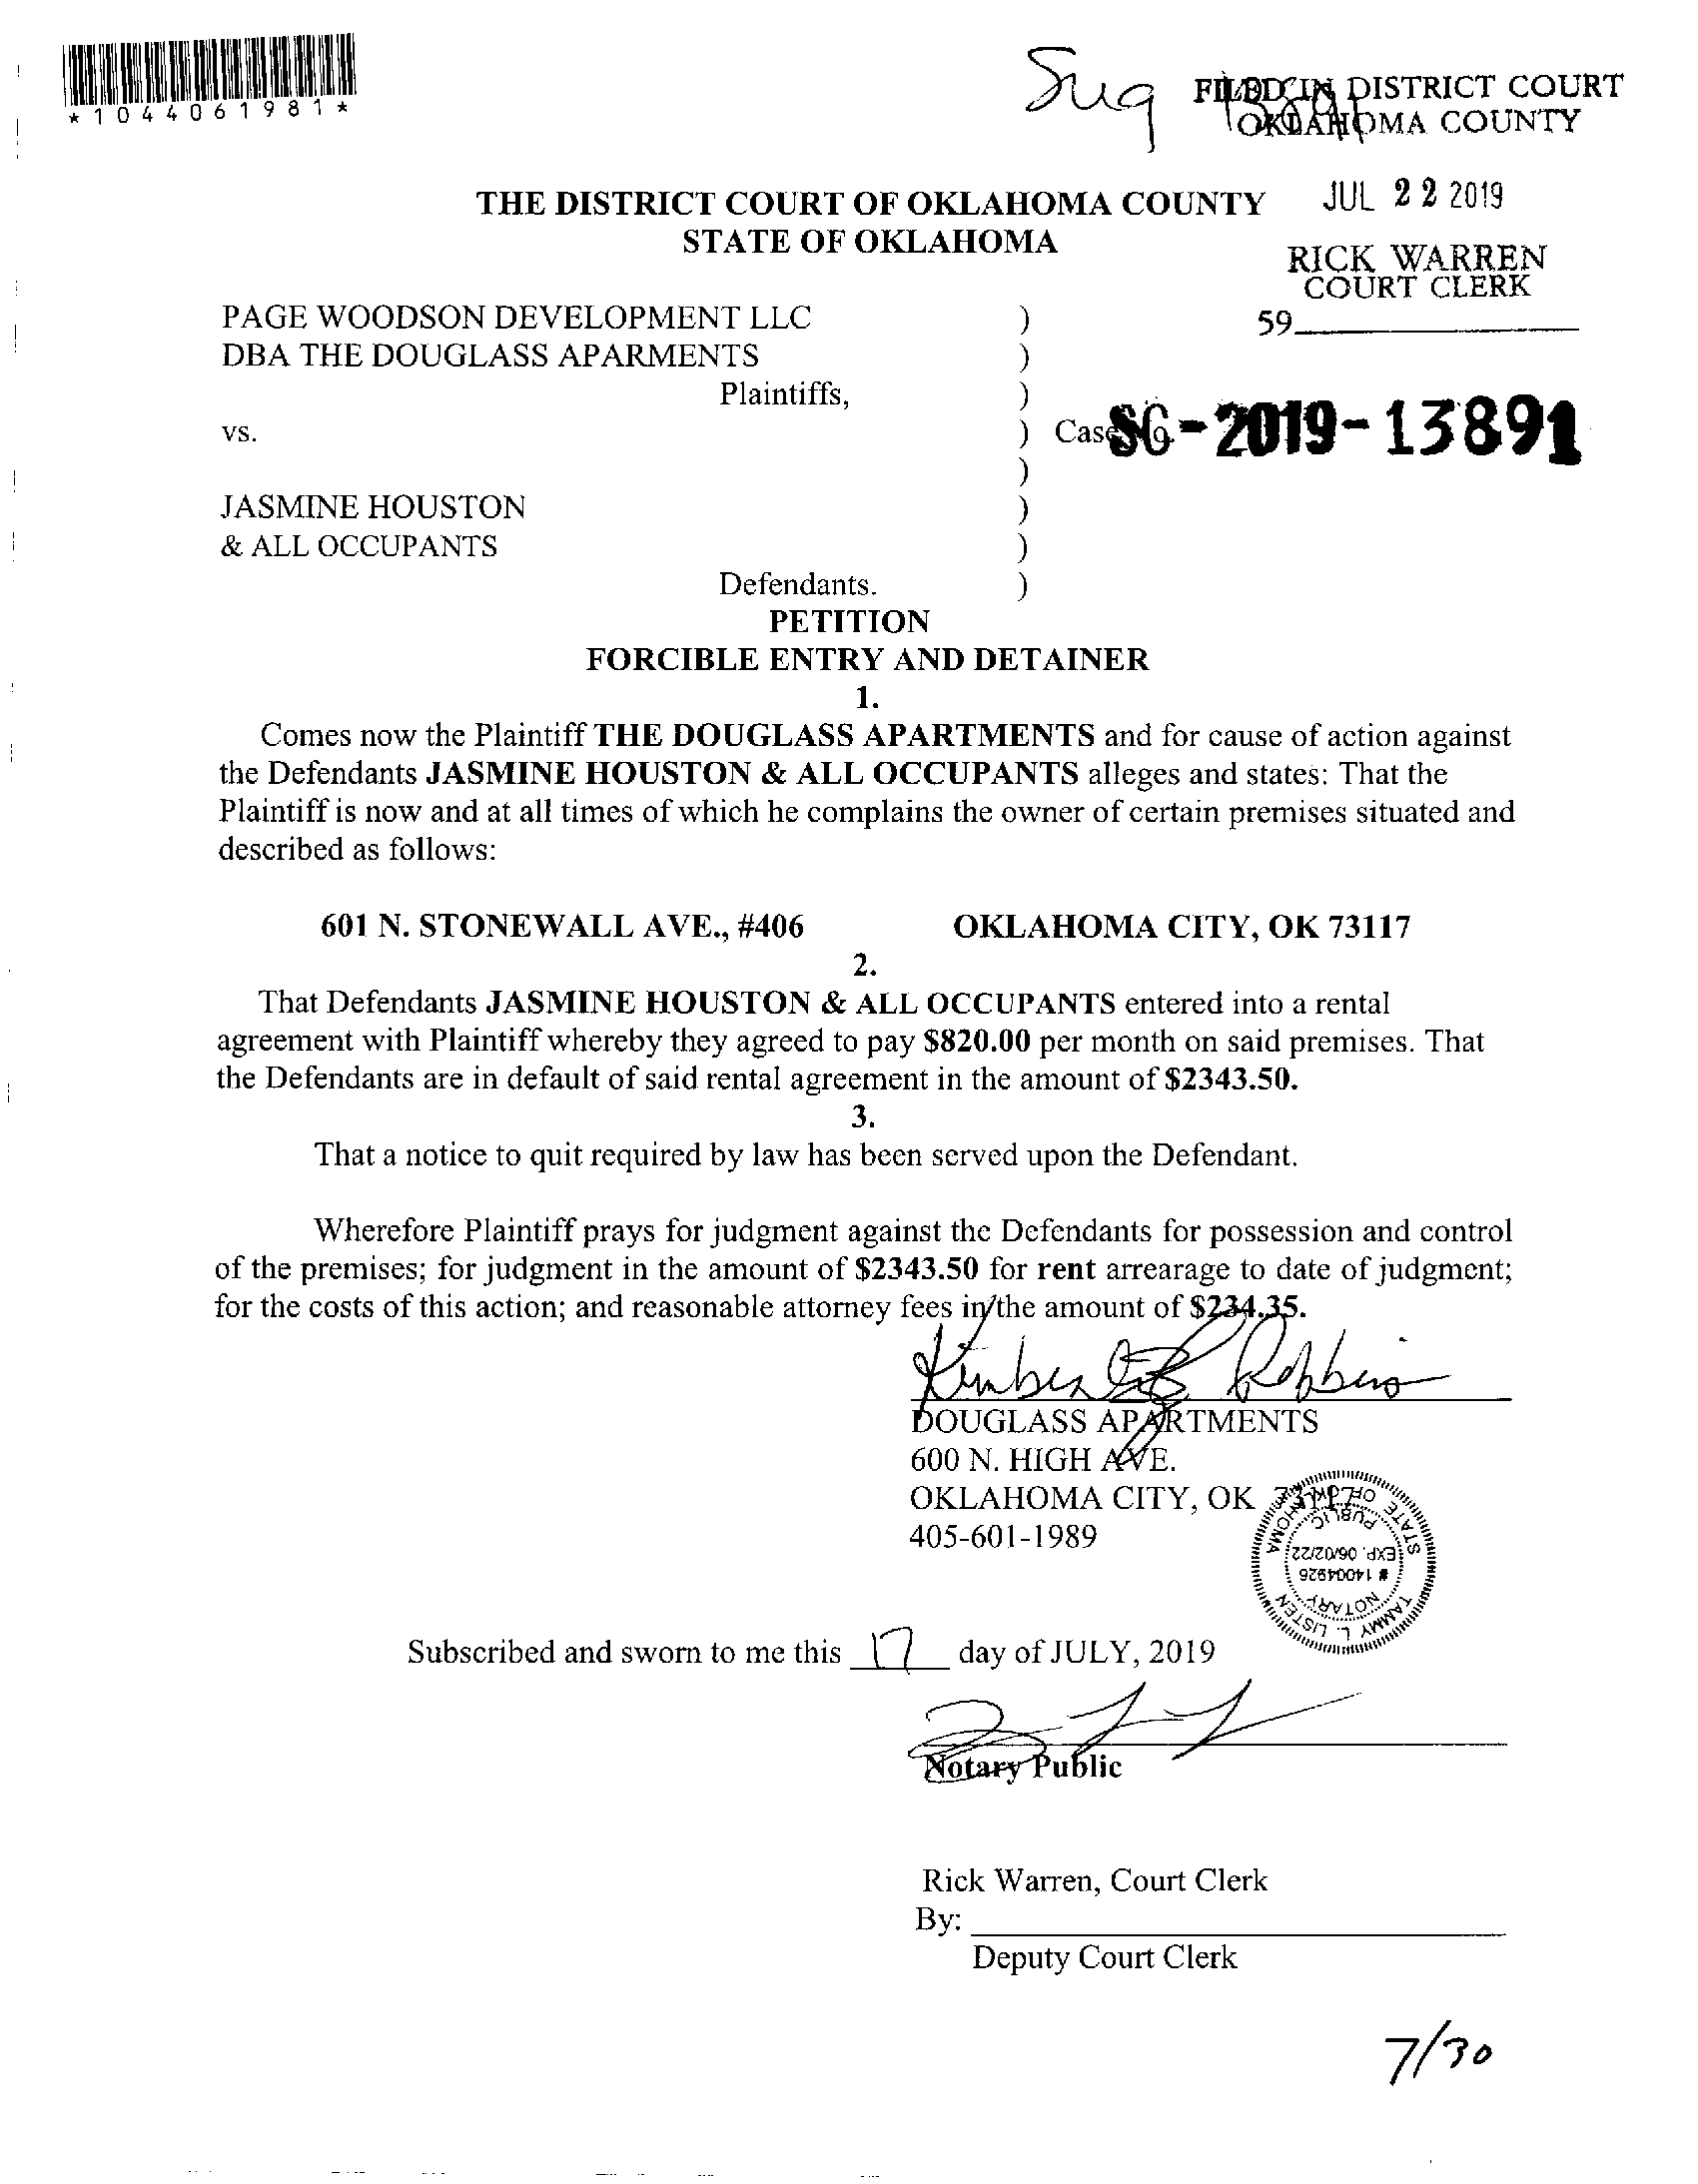 *1044061981*
FILED IN DISTRICT COURT
OKLAHOMA COUNTY
JUL 22 2019
RICK WARREN
COURT CLERK
59
THE DISTRICT COURT OF OKLAHOMA COUNTY
STATE OF OKLAHOMA
PAGE WOODSON DEVELOPMENT LLC )
DBA THE DOUGLASS APARMENTS )
Plaintiffs, )
vs. ) Case No. SC-2019-13891
)
JASMINE HOUSTON )
& ALL OCCUPANTS )
Defendants. )
PETITION
FORCIBLE ENTRY AND DETAINER
1.
Comes now the Plaintiff THE DOUGLASS APARTMENTS and for cause of action against
the Defendants JASMINE HOUSTON & ALL OCCUPANTS alleges and states: That the
Plaintiff is now and at all times of which he complains the owner of certain premises situated and
described as follows:
601 N. STONEWALL AVE., #406 OKLAHOMA CITY, OK 73117
2.
That Defendants JASMINE HOUSTON & ALL OCCUPANTS entered into a rental
agreement with Plaintiff whereby they agreed to pay $820.00 per month on said premises. That
the Defendants are in default of said rental agreement in the amount of $2343.50.
3.
That a notice to quit required by law has been served upon the Defendant.
Wherefore Plaintiff prays for judgment against the Defendants for possession and control
of the premises; for judgment in the amount of $2343.50 for rent arrearage to date of judgment;
for the costs of this action; and reasonable attorney fees in the amount of $234.35.
Robbins
DOUGLASS APARTMENTS
600 N. HIGH AVE.
OKLAHOMA CITY, OK 73117
405-601-1989
TAMMY L. LISTEN
NOTARY
# 14004926
EXP. 06/02/22
PUBLIC
STATE OF OKLAHOMA
Subscribed and sworn to me this 17 day of JULY, 2019
Notary Public
Rick Warren, Court Clerk
By:
Deputy Court Clerk
7/30